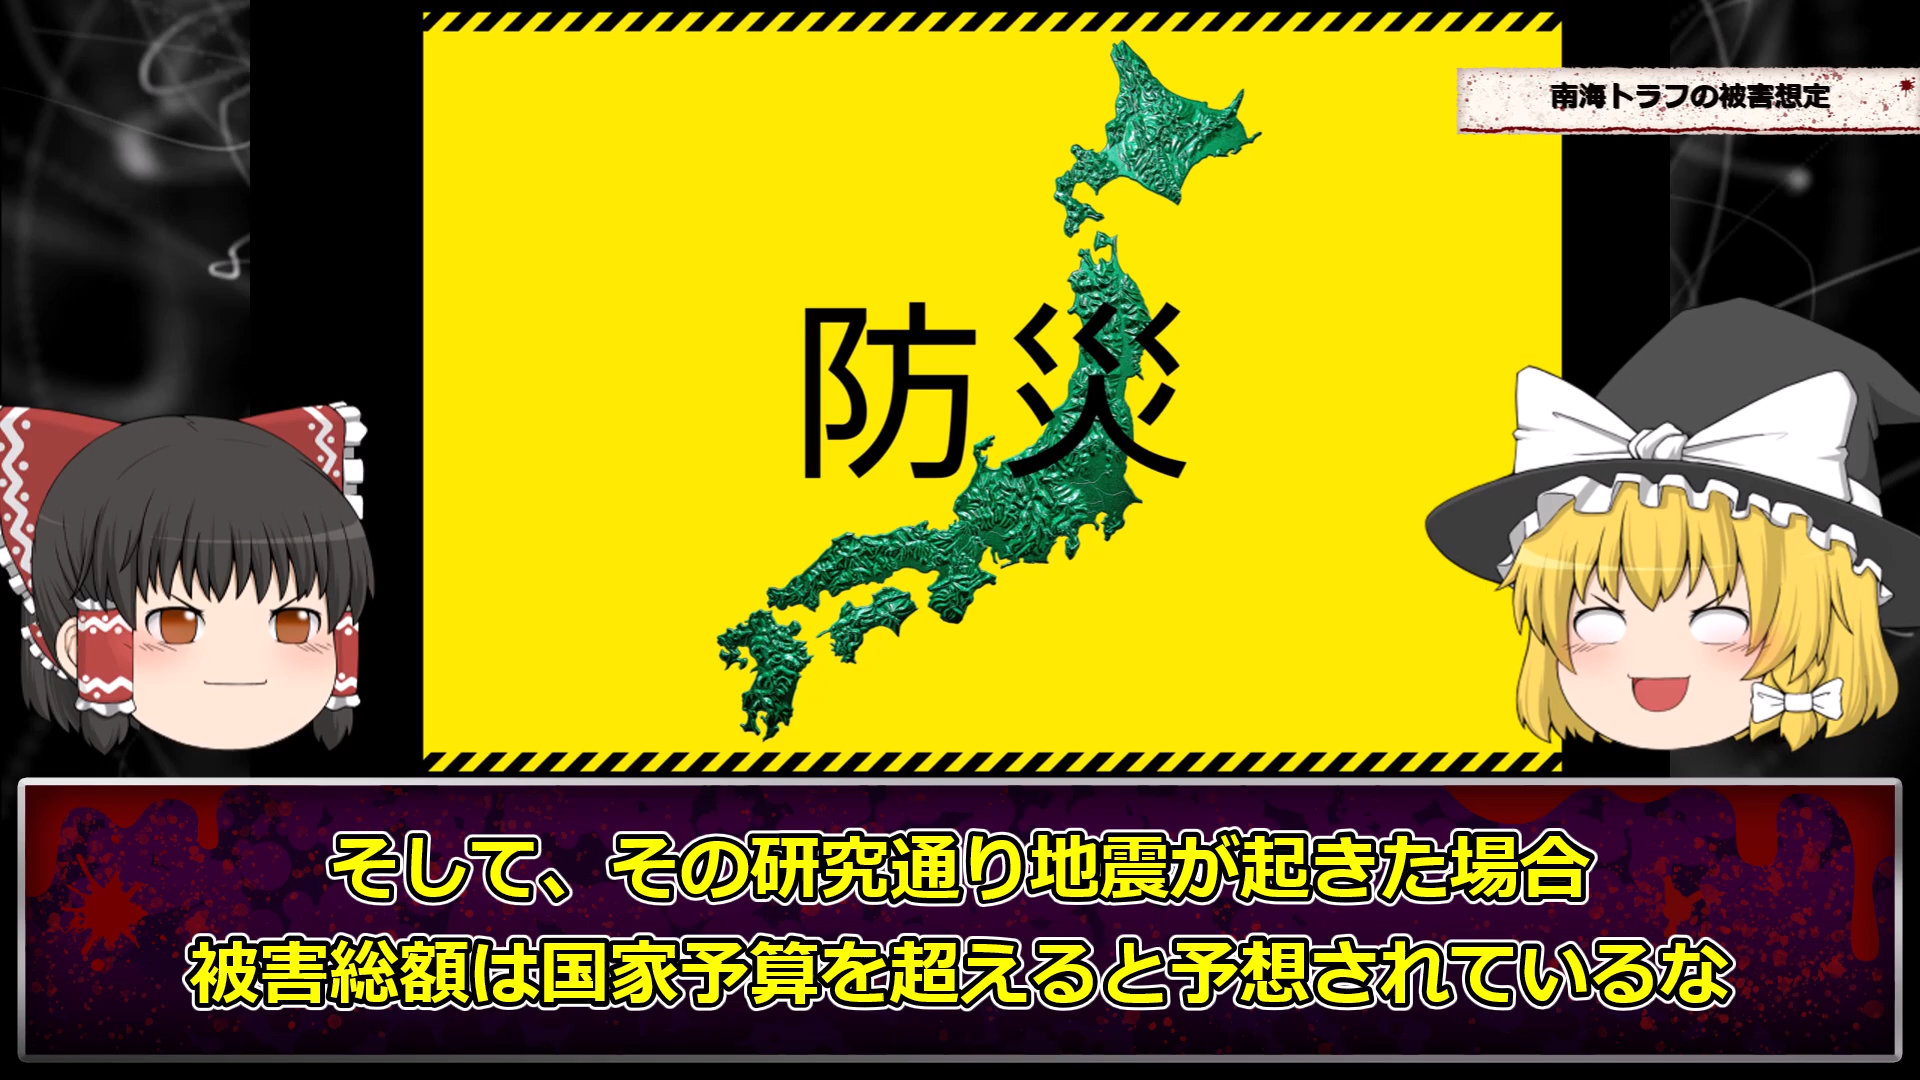 南海トラフの被害想定
防災
そして、その研究通り地震が起きた場合
被害総額は国家予算を超えると予想されているな